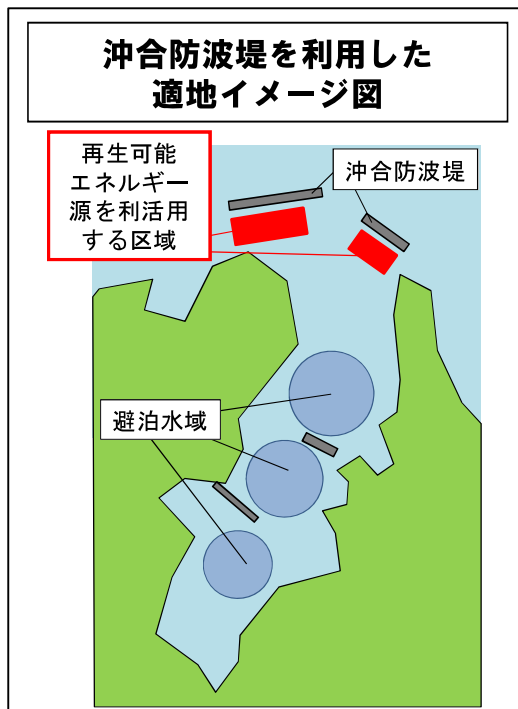 沖合防波堤を利用した
適地イメージ図
再生可能
エネルギー
源を利活用
する区域
沖合防波堤
避泊水域